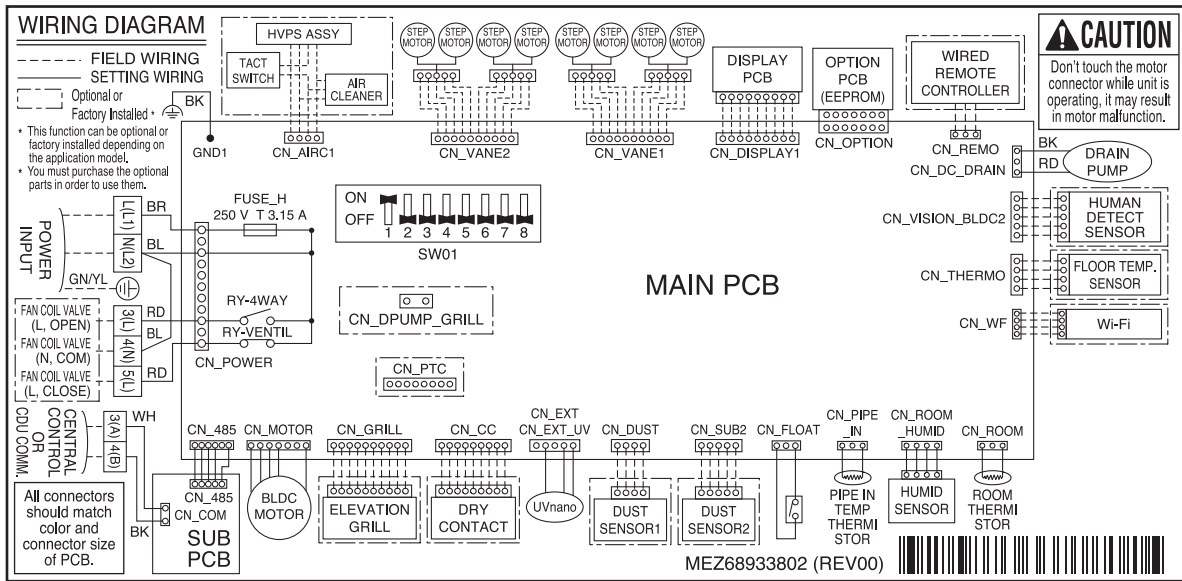 WIRING DIAGRAM
FIELD WIRING
SETTING WIRING
Optional or
Factory Installed *
* This function can be optional or
factory installed depending on
the application model.
* You must purchase the optional
parts in order to use them.
BK
GND1
HVPS ASSY
TACT
SWITCH
AIR
CLEANER
CN_AIRC1
STEP
MOTOR
STEP
MOTOR
STEP
MOTOR
STEP
MOTOR
CN_VANE2
STEP
MOTOR
STEP
MOTOR
STEP
MOTOR
STEP
MOTOR
CN_VANE1
DISPLAY
PCB
CN_DISPLAY1
OPTION
PCB
(EEPROM)
CN_OPTION
WIRED
REMOTE
CONTROLLER
CN_REMO
CAUTION
Don't touch the motor
connector while unit is
operating, it may result
in motor malfunction.
CN_DC_DRAIN
BK
RD
DRAIN
PUMP
CN_VISION_BLDC2
HUMAN
DETECT
SENSOR
CN_THERMO
FLOOR TEMP.
SENSOR
CN_WF
Wi-Fi
MAIN PCB
POWER
INPUT
L(L1)
N(L2)
BR
BL
GN/YL
FUSE_H
250 V T 3.15 A
ON
OFF
1 2 3 4 5 6 7 8
SW01
FAN COIL VALVE
(L, OPEN)
FAN COIL VALVE
(N, COM)
FAN COIL VALVE
(L, CLOSE)
3(L)
4(N)
5(L)
RD
BL
RD
RY-4WAY
RY-VENTIL
CN_POWER
CN_DPUMP_GRILL
CN_PTC
CENTRAL
CONTROL
OR
CDU COMM.
3(A)
4(B)
WH
BK
All connectors
should match
color and
connector size
of PCB.
CN_485
CN_485
CN_COM
SUB
PCB
CN_MOTOR
BLDC
MOTOR
CN_GRILL
ELEVATION
GRILL
CN_CC
DRY
CONTACT
CN_EXT
CN_EXT_UV
UVnano
CN_DUST
DUST
SENSOR1
CN_SUB2
DUST
SENSOR2
CN_FLOAT
CN_PIPE
_IN
PIPE IN
TEMP
THERMI
STOR
CN_ROOM
_HUMID
HUMID
SENSOR
CN_ROOM
ROOM
THERMI
STOR
MEZ68933802 (REV00)